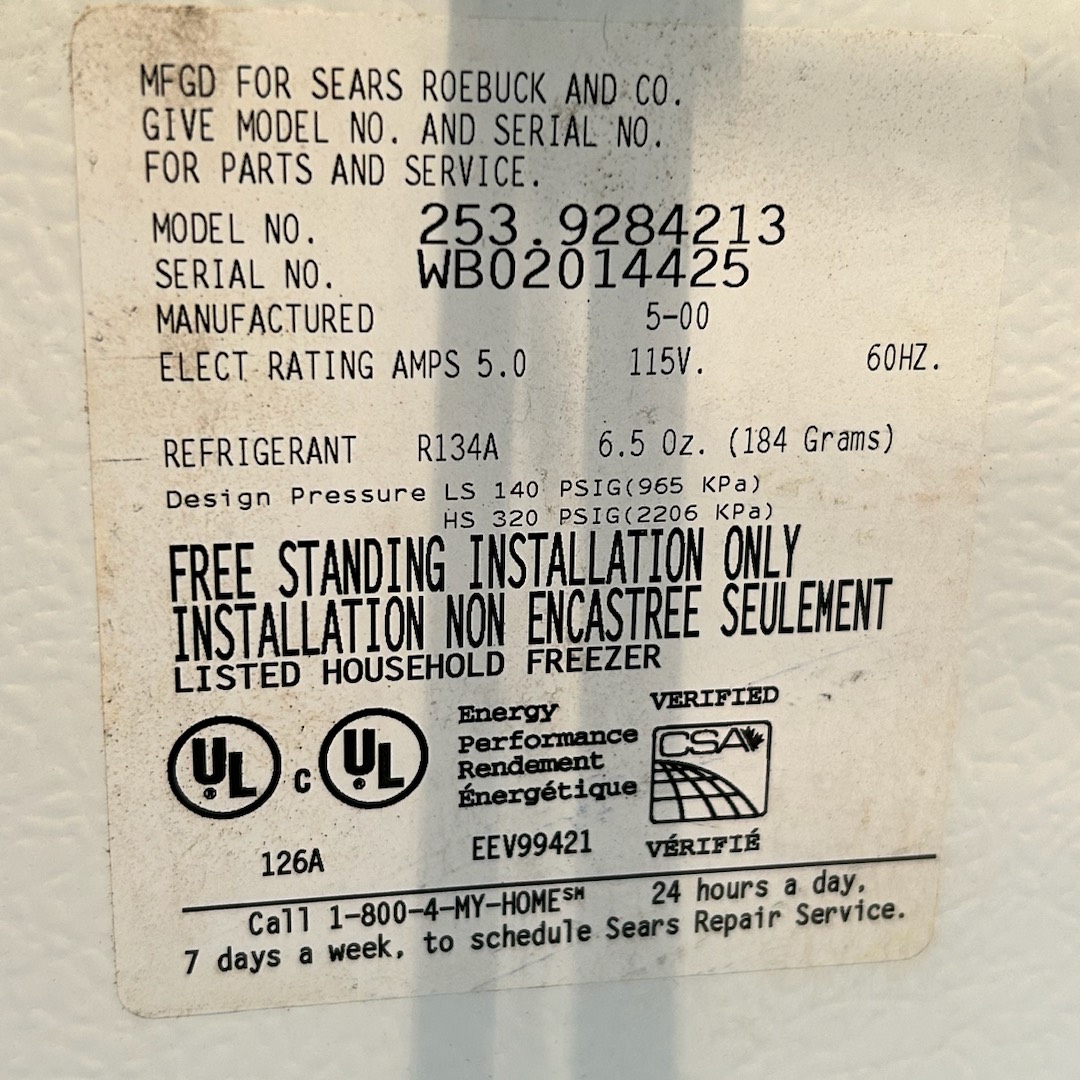 MFGD FOR SEARS ROEBUCK AND CO.
GIVE MODEL NO. AND SERIAL NO.
FOR PARTS AND SERVICE.
MODEL NO. 253.9284213
SERIAL NO. WB02014425
MANUFACTURED 5-00
ELECT RATING AMPS 5.0 115V. 60HZ.
REFRIGERANT R134A 6.5 Oz. (184 Grams)
Design Pressure LS 140 PSIG(965 KPa)
HS 320 PSIG(2206 KPa)
FREE STANDING INSTALLATION ONLY
INSTALLATION NON ENCASTREE SEULEMENT
LISTED HOUSEHOLD FREEZER
UL ® C UL ®
126A
Energy
Performance
Rendement
Énergétique
EEV99421
VERIFIED
CSA
VÉRIFIÉ
Call 1-800-4-MY-HOME℠ 24 hours a day,
7 days a week, to schedule Sears Repair Service.